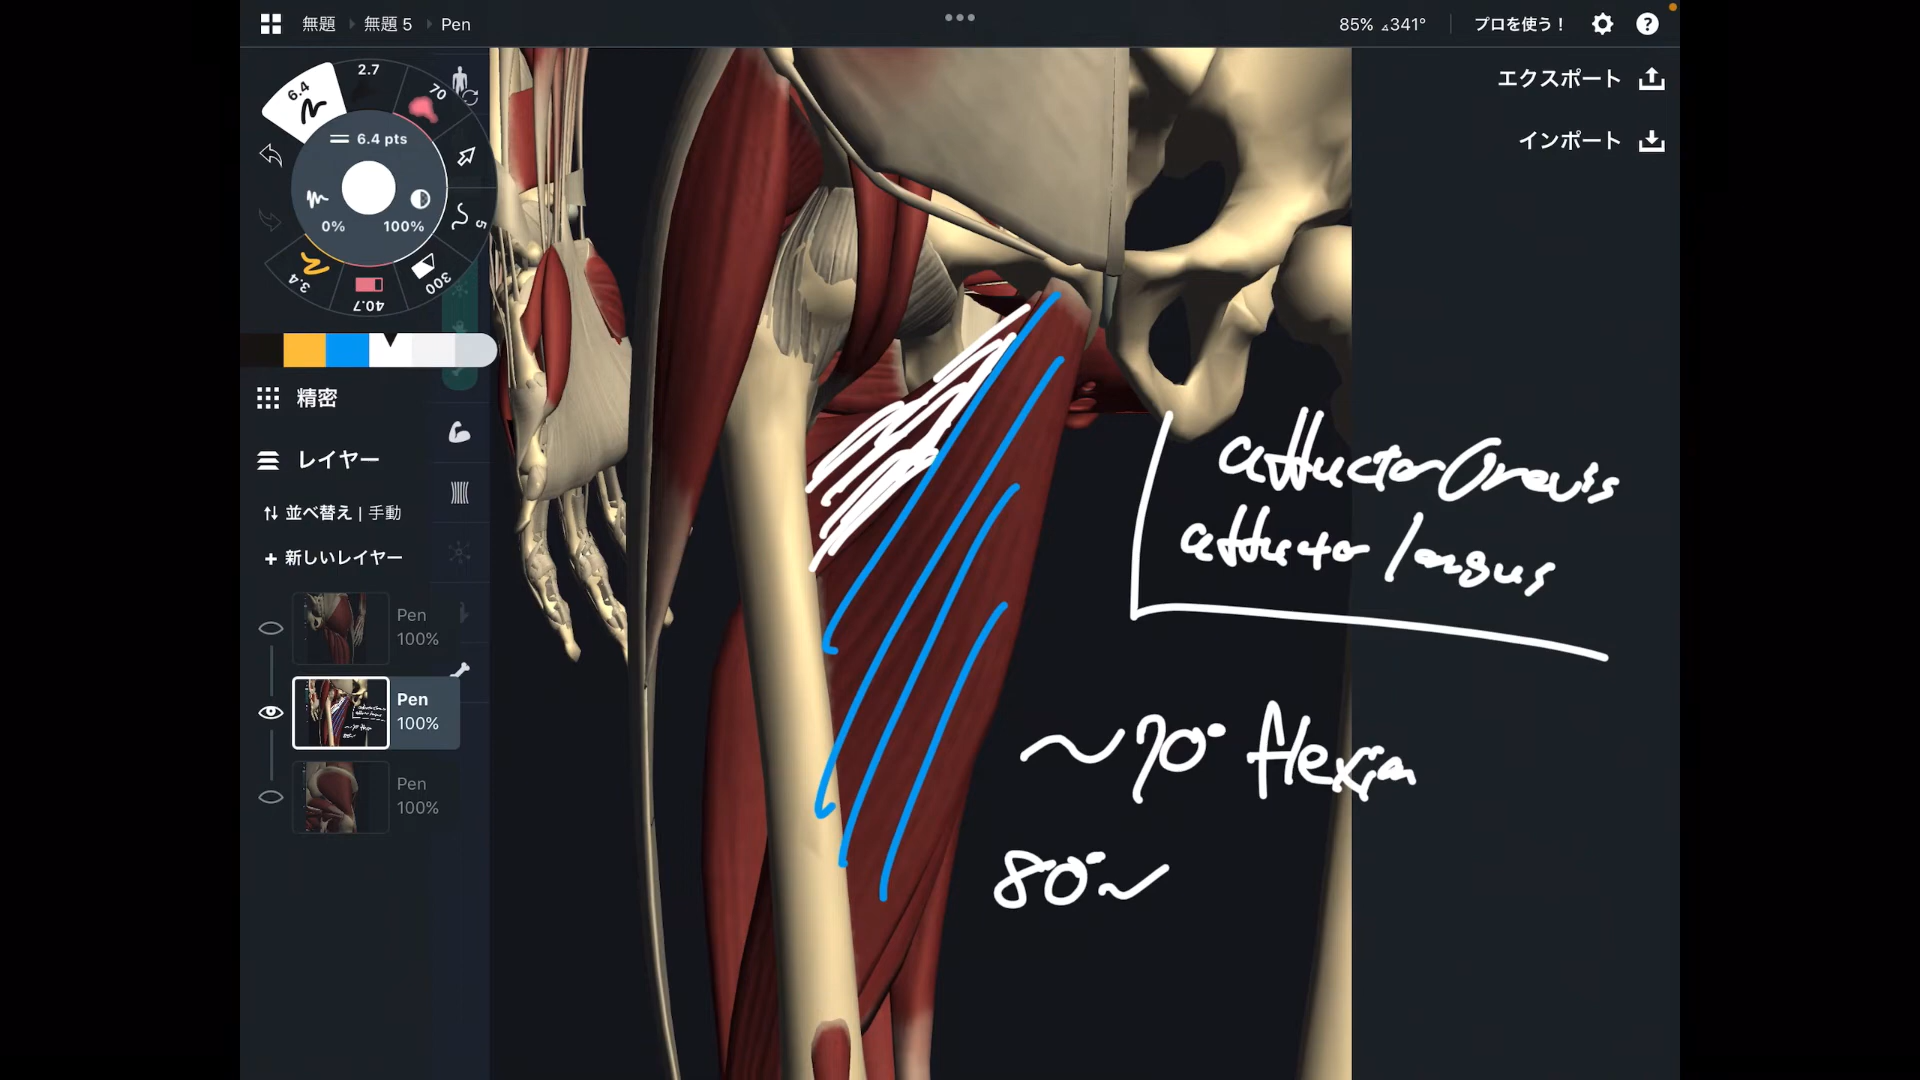 無題 無題 5 Pen
85% ⊿341° プロを使う！
エクスポート
インポート
2.7
6.4
70
6.4 pts
0% 100%
5
3.4
40.7
300
精密
レイヤー
並べ替え | 手動
+ 新しいレイヤー
Pen
100%
Pen
100%
Pen
100%
adductor brevis
adductor longus
~70° flexion
80°~